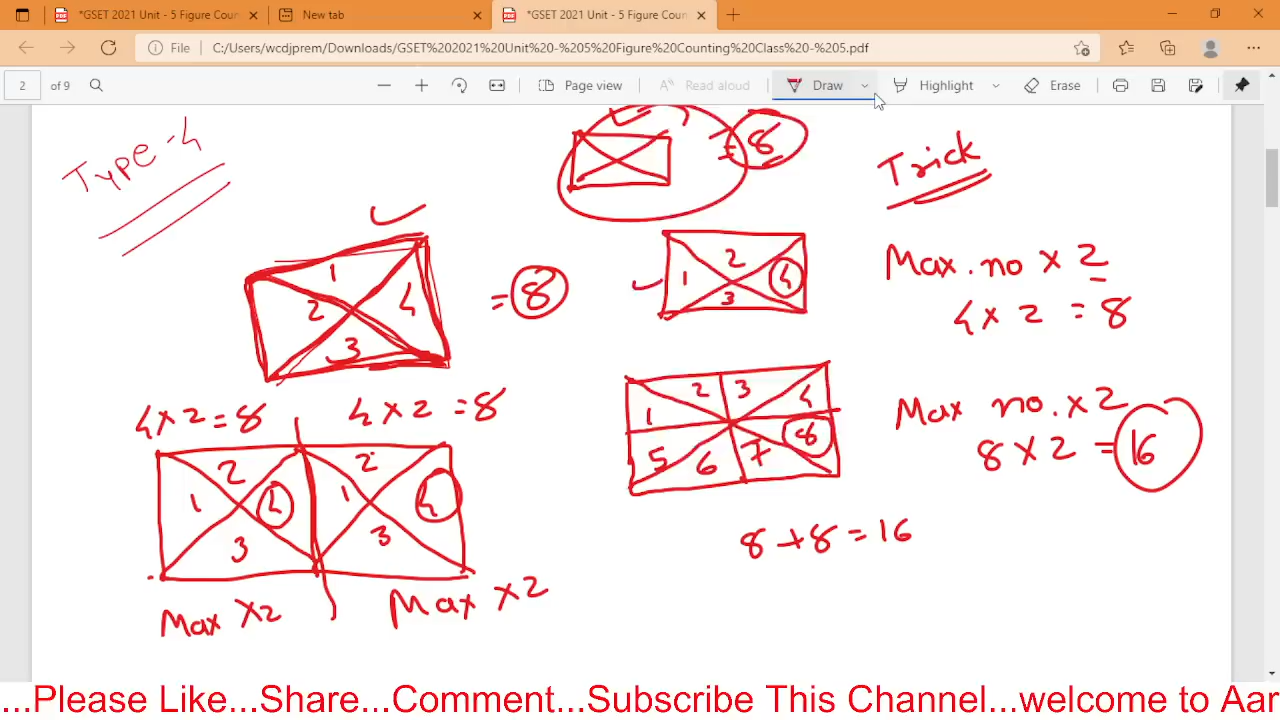 *GSET 2021 Unit - 5 Figure Coun
New tab
*GSET 2021 Unit - 5 Figure Coun
File
C:/Users/wcdjprem/Downloads/GSET%202021%20Unit%20-%205%20Figure%20Counting%20Class%20-%205.pdf
2 of 9
Page view
Read aloud
Draw
Highlight
Erase
Type-4
= 8
Trick
1
2 4
3
= 8
2
1 4
3
Max. no x 2
4 x 2 = 8
4x2=8
4x2=8
2 3
1 4
5 6 7 8
Max no. x 2
8 x 2 = 16
2
1 4
3
2
1 4
3
8+8=16
Max x2
Max x2
...Please Like...Share...Comment...Subscribe This Channel...welcome to Aar